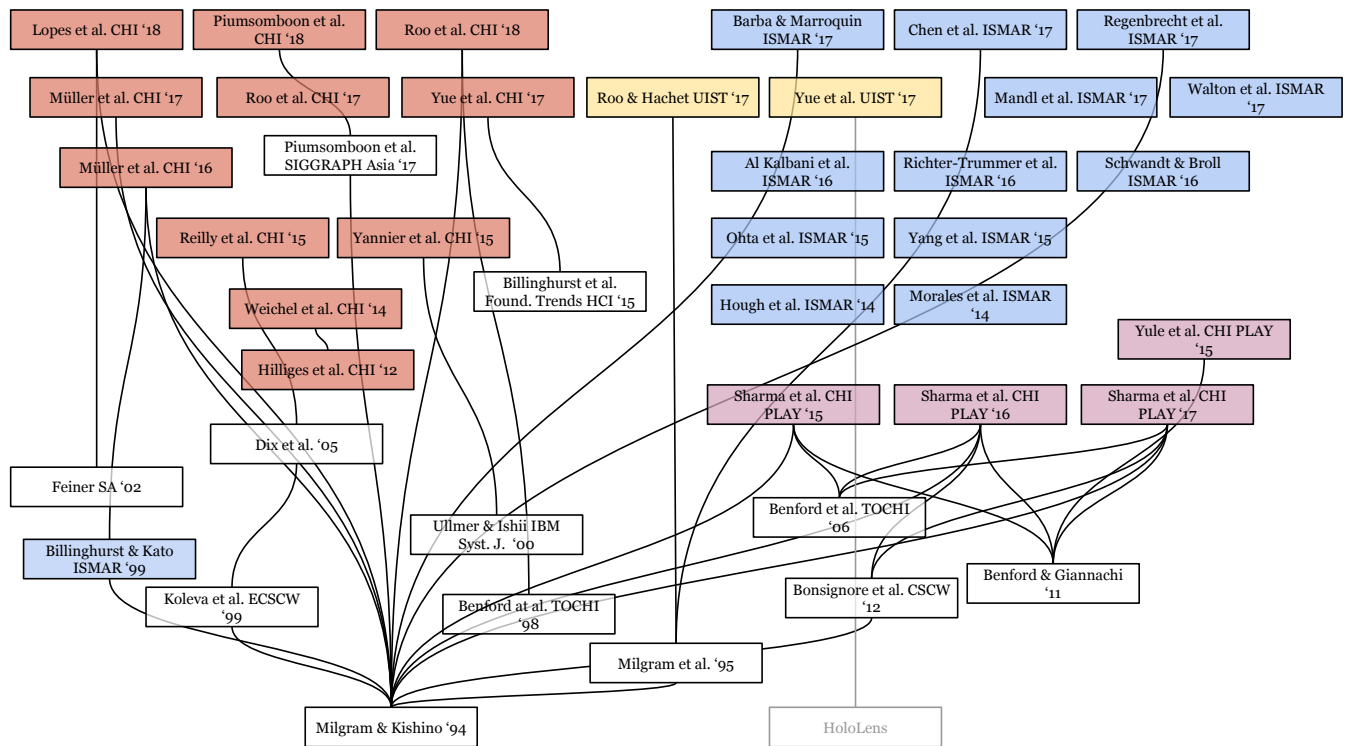 Lopes et al. CHI ‘18
Piumsomboon et al.
CHI ‘18
Roo et al. CHI ‘18
Barba & Marroquin
ISMAR ‘17
Chen et al. ISMAR ‘17
Regenbrecht et al.
ISMAR ‘17
Müller et al. CHI ‘17
Roo et al. CHI ‘17
Yue et al. CHI ‘17
Roo & Hachet UIST ‘17
Yue et al. UIST ‘17
Mandl et al. ISMAR ‘17
Walton et al. ISMAR
‘17
Piumsomboon et al.
SIGGRAPH Asia ‘17
Müller et al. CHI ‘16
Al Kalbani et al.
ISMAR ‘16
Richter-Trummer et al.
ISMAR ‘16
Schwandt & Broll
ISMAR ‘16
Reilly et al. CHI ‘15
Yannier et al. CHI ‘15
Ohta et al. ISMAR ‘15
Yang et al. ISMAR ‘15
Billinghurst et al.
Found. Trends HCI ‘15
Weichel et al. CHI ‘14
Hough et al. ISMAR ‘14
Morales et al. ISMAR
‘14
Yule et al. CHI PLAY
‘15
Hilliges et al. CHI ‘12
Sharma et al. CHI
PLAY ‘15
Sharma et al. CHI
PLAY ‘16
Sharma et al. CHI
PLAY ‘17
Dix et al. ‘05
Feiner SA ‘02
Benford et al. TOCHI
‘06
Ullmer & Ishii IBM
Syst. J. ‘00
Billinghurst & Kato
ISMAR ‘99
Benford & Giannachi
‘11
Bonsignore et al. CSCW
‘12
Koleva et al. ECSCW
‘99
Benford at al. TOCHI
‘98
Milgram et al. ‘95
Milgram & Kishino ‘94
HoloLens